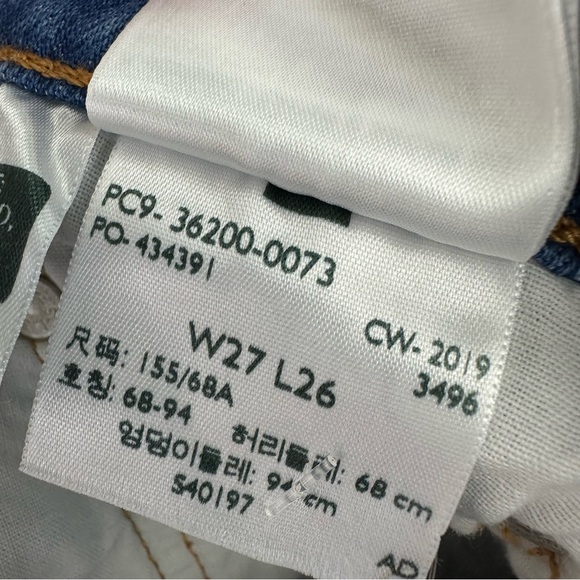 PC9- 36200-0073
PO- 434391
CW- 2019
3496
W27 L26
尺码: 155/68A
호칭: 68-94
허리둘레: 68 cm
엉덩이둘레: 94 cm
540197
AD